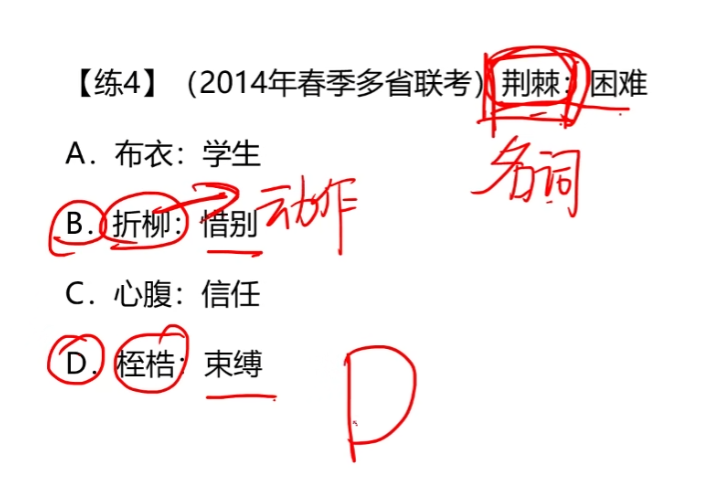 【练4】（2014年春季多省联考）荆棘：困难
A．布衣：学生
名词
B．折柳：惜别 动作
C．心腹：信任
D．桎梏：束缚
D